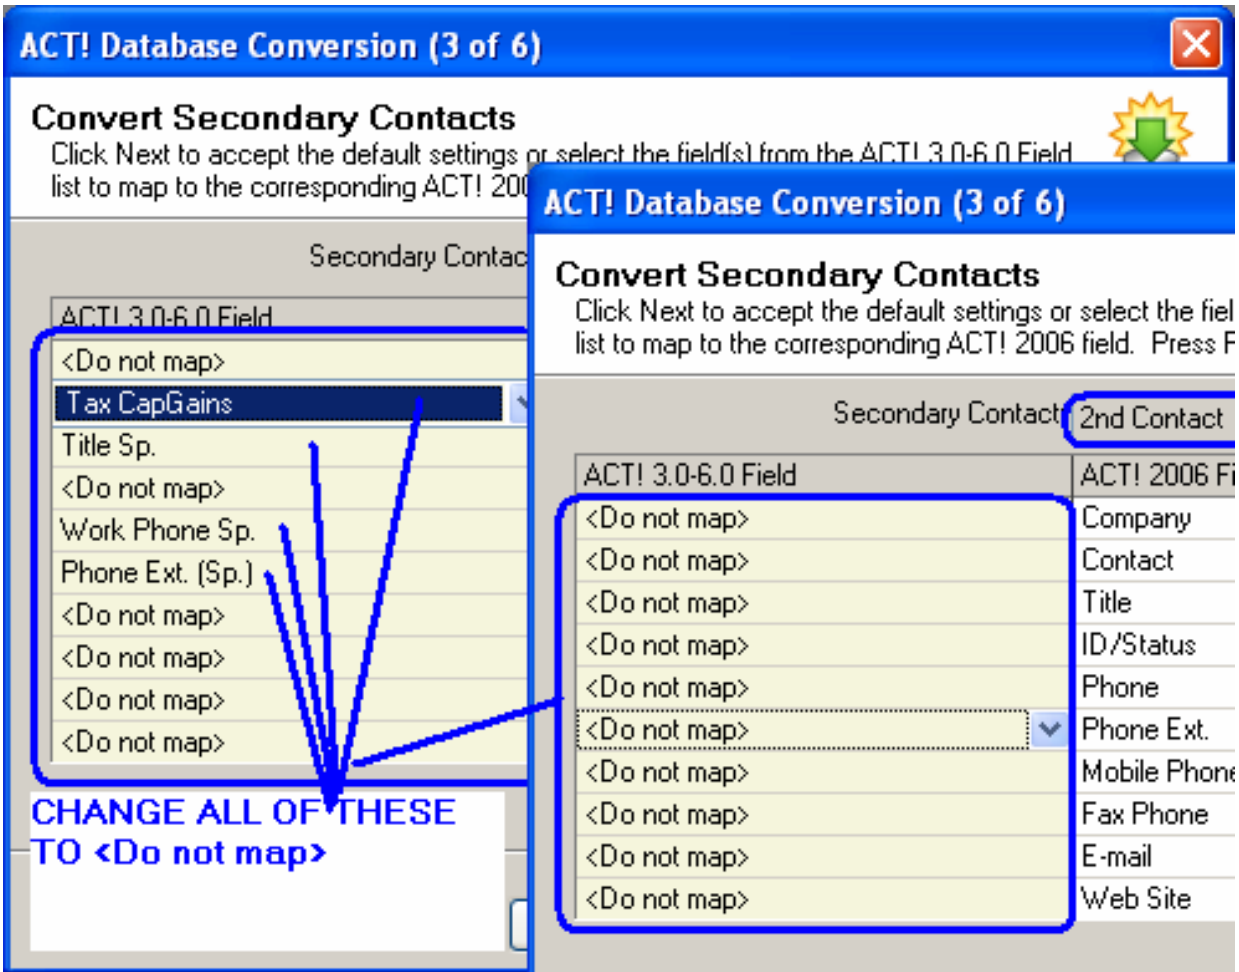 ACT! Database Conversion (3 of 6)
Convert Secondary Contacts
Click Next to accept the default settings or select the field(s) from the ACT! 3.0-6.0 Field
list to map to the corresponding ACT! 200
Secondary Contac
ACT! 3.0-6.0 Field
<Do not map>
Tax CapGains
Title Sp.
<Do not map>
Work Phone Sp.
Phone Ext. (Sp.)
<Do not map>
<Do not map>
<Do not map>
<Do not map>
CHANGE ALL OF THESE
TO <Do not map>
ACT! Database Conversion (3 of 6)
Convert Secondary Contacts
Click Next to accept the default settings or select the fiel
list to map to the corresponding ACT! 2006 field. Press F
Secondary Contact: 2nd Contact
ACT! 3.0-6.0 Field ACT! 2006 Fi
<Do not map> Company
<Do not map> Contact
<Do not map> Title
<Do not map> ID/Status
<Do not map> Phone
<Do not map> Phone Ext.
<Do not map> Mobile Phone
<Do not map> Fax Phone
<Do not map> E-mail
<Do not map> Web Site